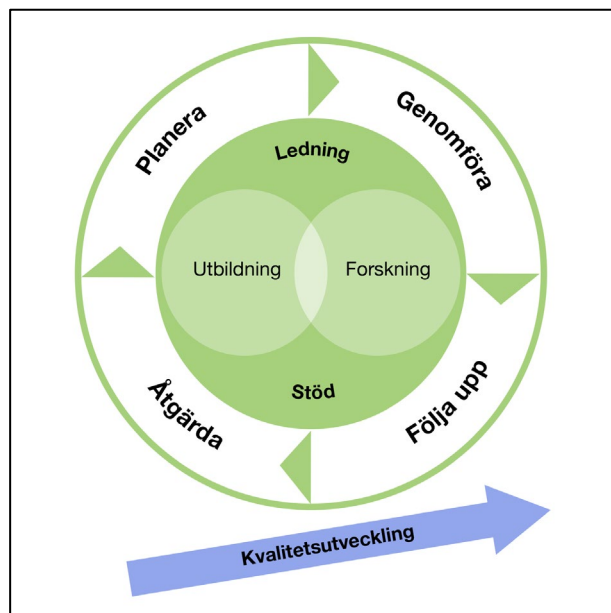 Planera
Genomföra
Ledning
Utbildning
Forskning
Stöd
Åtgärda
Följa upp
Kvalitetsutveckling